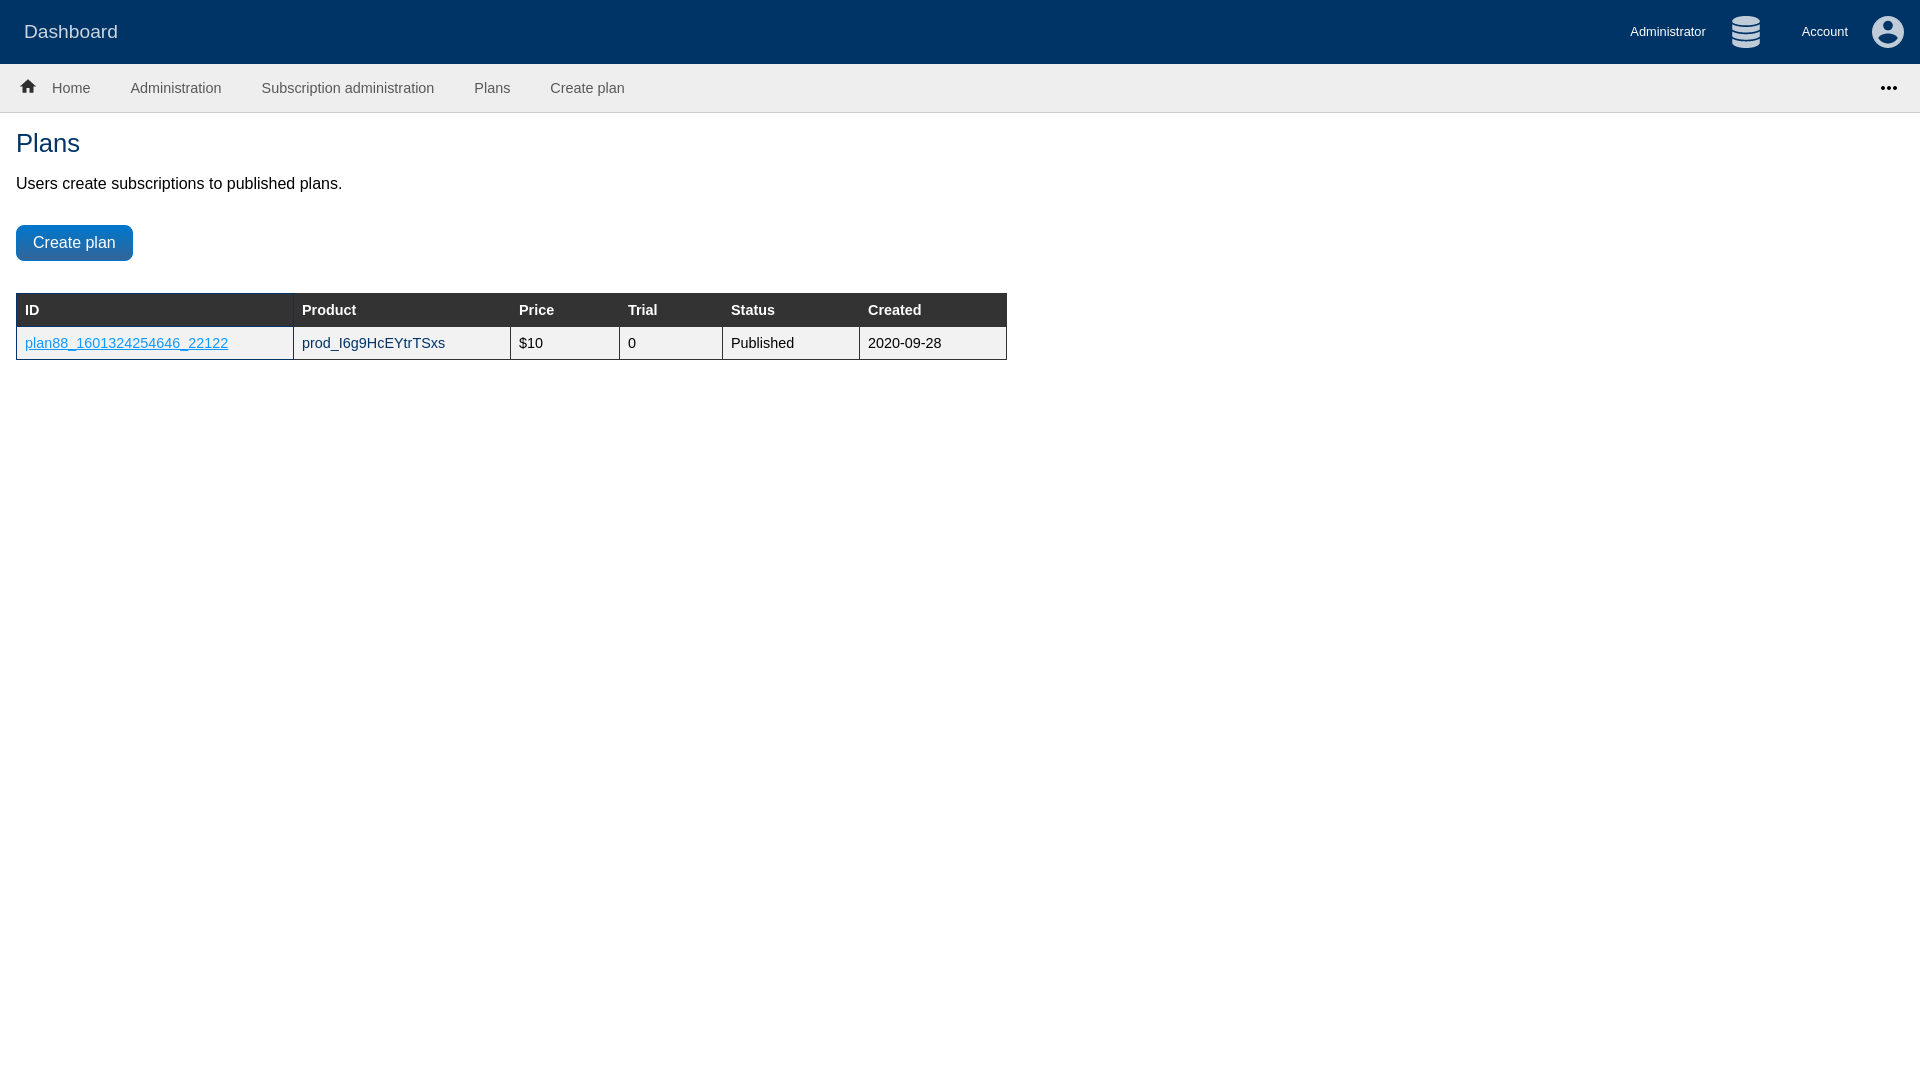 Dashboard
Administrator
Account
Home
Administration
Subscription administration
Plans
Create plan
Plans
Users create subscriptions to published plans.
Create plan
ID Product Price Trial Status Created
plan88_1601324254646_22122 prod_I6g9HcEYtrTSxs $10 0 Published 2020-09-28